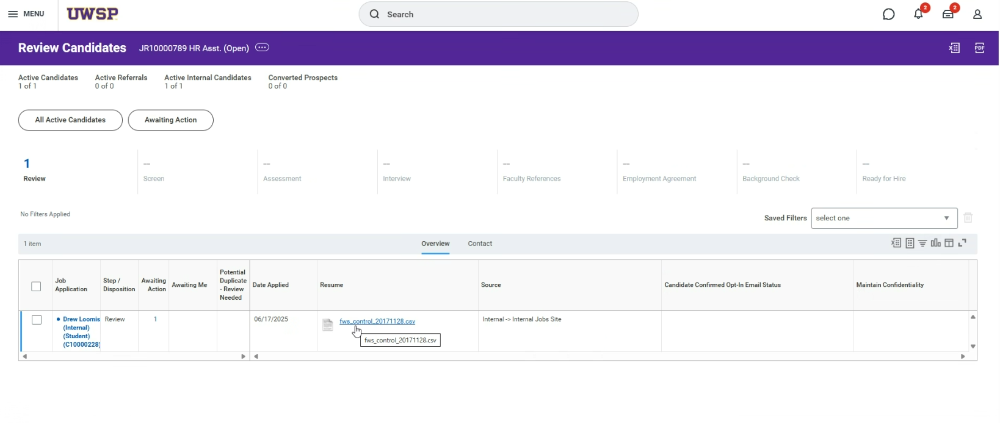 MENU
UWSP
Search
2
2
Review Candidates
JR10000789 HR Asst. (Open)
PDF
Active Candidates
1 of 1
Active Referrals
0 of 0
Active Internal Candidates
1 of 1
Converted Prospects
0 of 0
All Active Candidates
Awaiting Action
1
Review
--
Screen
--
Assessment
--
Interview
--
Faculty References
--
Employment Agreement
--
Background Check
--
Ready for Hire
No Filters Applied
Saved Filters
select one
1 item
Overview
Contact
Job
Application
Step /
Disposition
Awaiting
Action
Awaiting Me
Potential
Duplicate
- Review
Needed
Date Applied
Resume
Source
Candidate Confirmed Opt-In Email Status
Maintain Confidentiality
Drew Loomis
(Internal)
(Student)
(C10000228)
Review
1
06/17/2025
fws_control_20171128.csv
Internal -> Internal Jobs Site
fws_control_20171128.csv